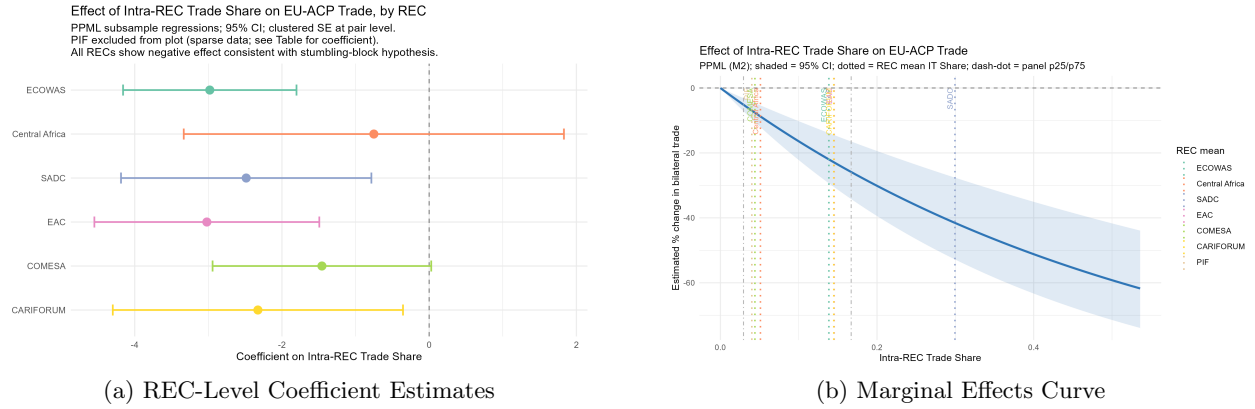 Effect of Intra-REC Trade Share on EU-ACP Trade, by REC
PPML subsample regressions; 95% CI; clustered SE at pair level.
PIF excluded from plot (sparse data; see Table for coefficient).
All RECs show negative effect consistent with stumbling-block hypothesis.
ECOWAS
Central Africa
SADC
EAC
COMESA
CARIFORUM
-4
-2
0
2
Coefficient on Intra-REC Trade Share
(a) REC-Level Coefficient Estimates
Effect of Intra-REC Trade Share on EU-ACP Trade
PPML (M2); shaded = 95% CI; dotted = REC mean IT Share; dash-dot = panel p25/p75
Estimated % change in bilateral trade
0
-20
-40
-60
ECOWAS
EAC
SADC
0.0
0.2
0.4
Intra-REC Trade Share
REC mean
ECOWAS
Central Africa
SADC
EAC
COMESA
CARIFORUM
PIF
(b) Marginal Effects Curve